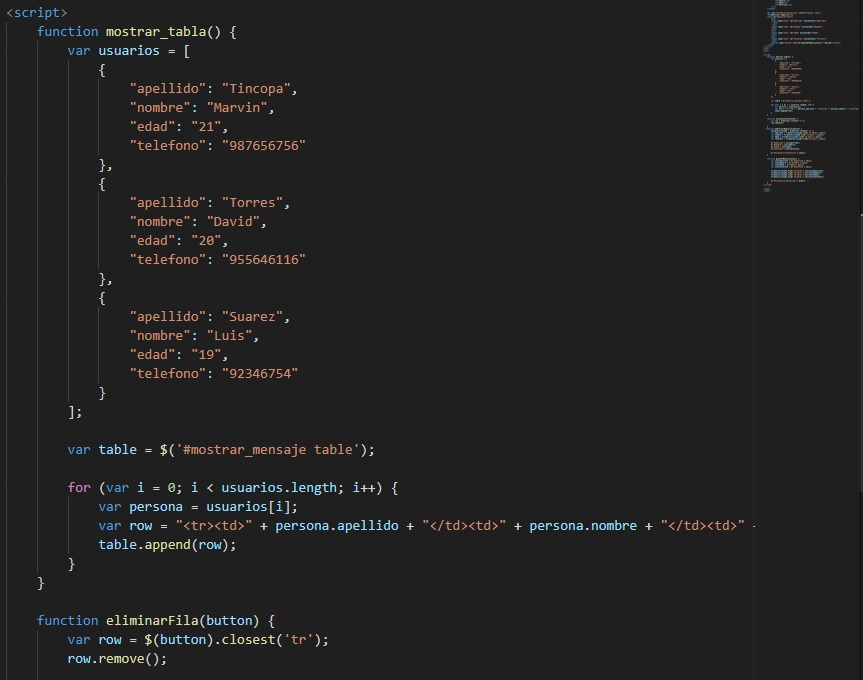 <script>
function mostrar_tabla() {
var usuarios = [
{
"apellido": "Tincopa",
"nombre": "Marvin",
"edad": "21",
"telefono": "987656756"
},
{
"apellido": "Torres",
"nombre": "David",
"edad": "20",
"telefono": "955646116"
},
{
"apellido": "Suarez",
"nombre": "Luis",
"edad": "19",
"telefono": "92346754"
}
];
var table = $('#mostrar_mensaje table');
for (var i = 0; i < usuarios.length; i++) {
var persona = usuarios[i];
var row = "<tr><td>" + persona.apellido + "</td><td>" + persona.nombre + "</td><td>" +
table.append(row);
}
}
function eliminarFila(button) {
var row = $(button).closest('tr');
row.remove();